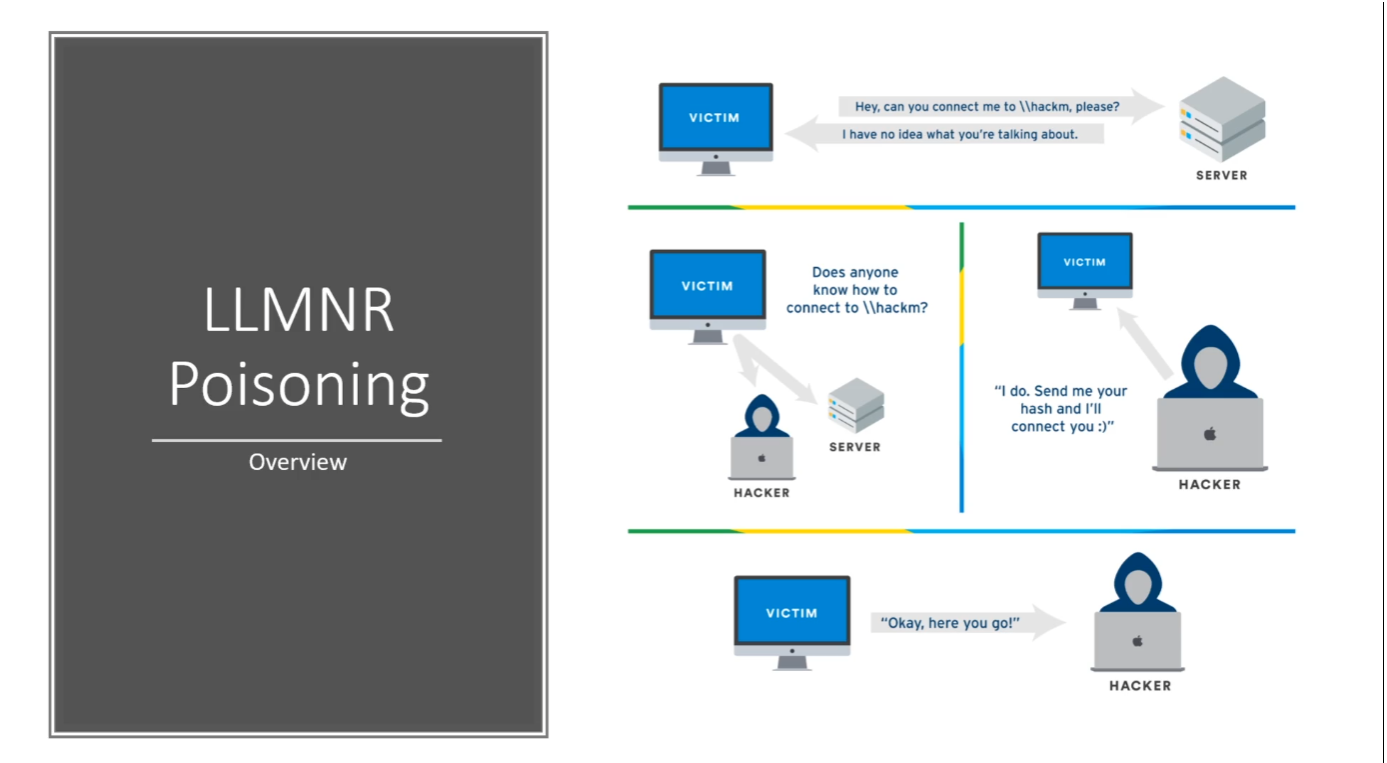 LLMNR
Poisoning
Overview
VICTIM
Hey, can you connect me to \\hackm, please?
I have no idea what you're talking about.
SERVER
VICTIM
Does anyone
know how to
connect to \\hackm?
HACKER
SERVER
VICTIM
“I do. Send me your
hash and I'll
connect you :)”
HACKER
VICTIM
“Okay, here you go!”
HACKER